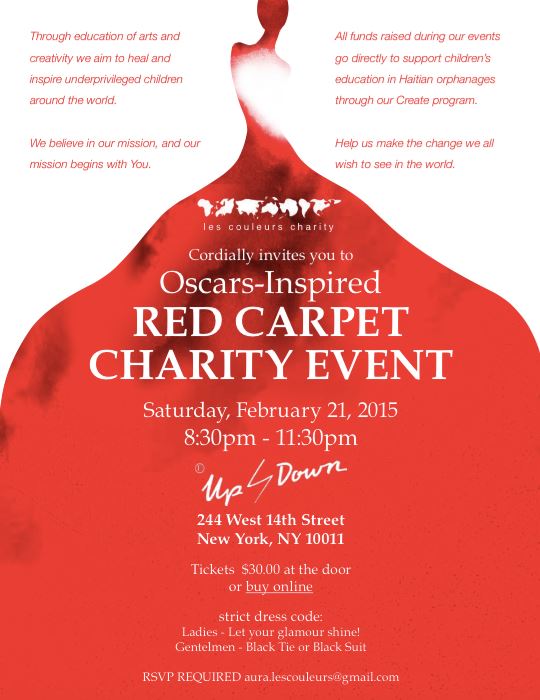 Through education of arts and
creativity we aim to heal and
inspire underprivileged children
around the world.
We believe in our mission, and our
mission begins with You.
All funds raised during our events
go directly to support children's
education in Haitian orphanages
through our Create program.
Help us make the change we all
wish to see in the world.
les couleurs charity
Cordially invites you to
Oscars-Inspired
RED CARPET
CHARITY EVENT
Saturday, February 21, 2015
8:30pm - 11:30pm
Up Down
244 West 14th Street
New York, NY 10011
Tickets $30.00 at the door
or buy online
strict dress code:
Ladies - Let your glamour shine!
Gentelmen - Black Tie or Black Suit
RSVP REQUIRED aura.lescouleurs@gmail.com